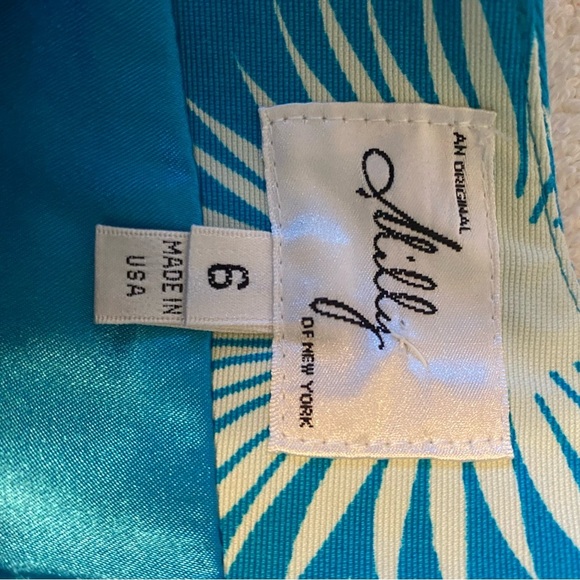 AN ORIGINAL
Milly
OF NEW YORK
6
MADE IN
USA